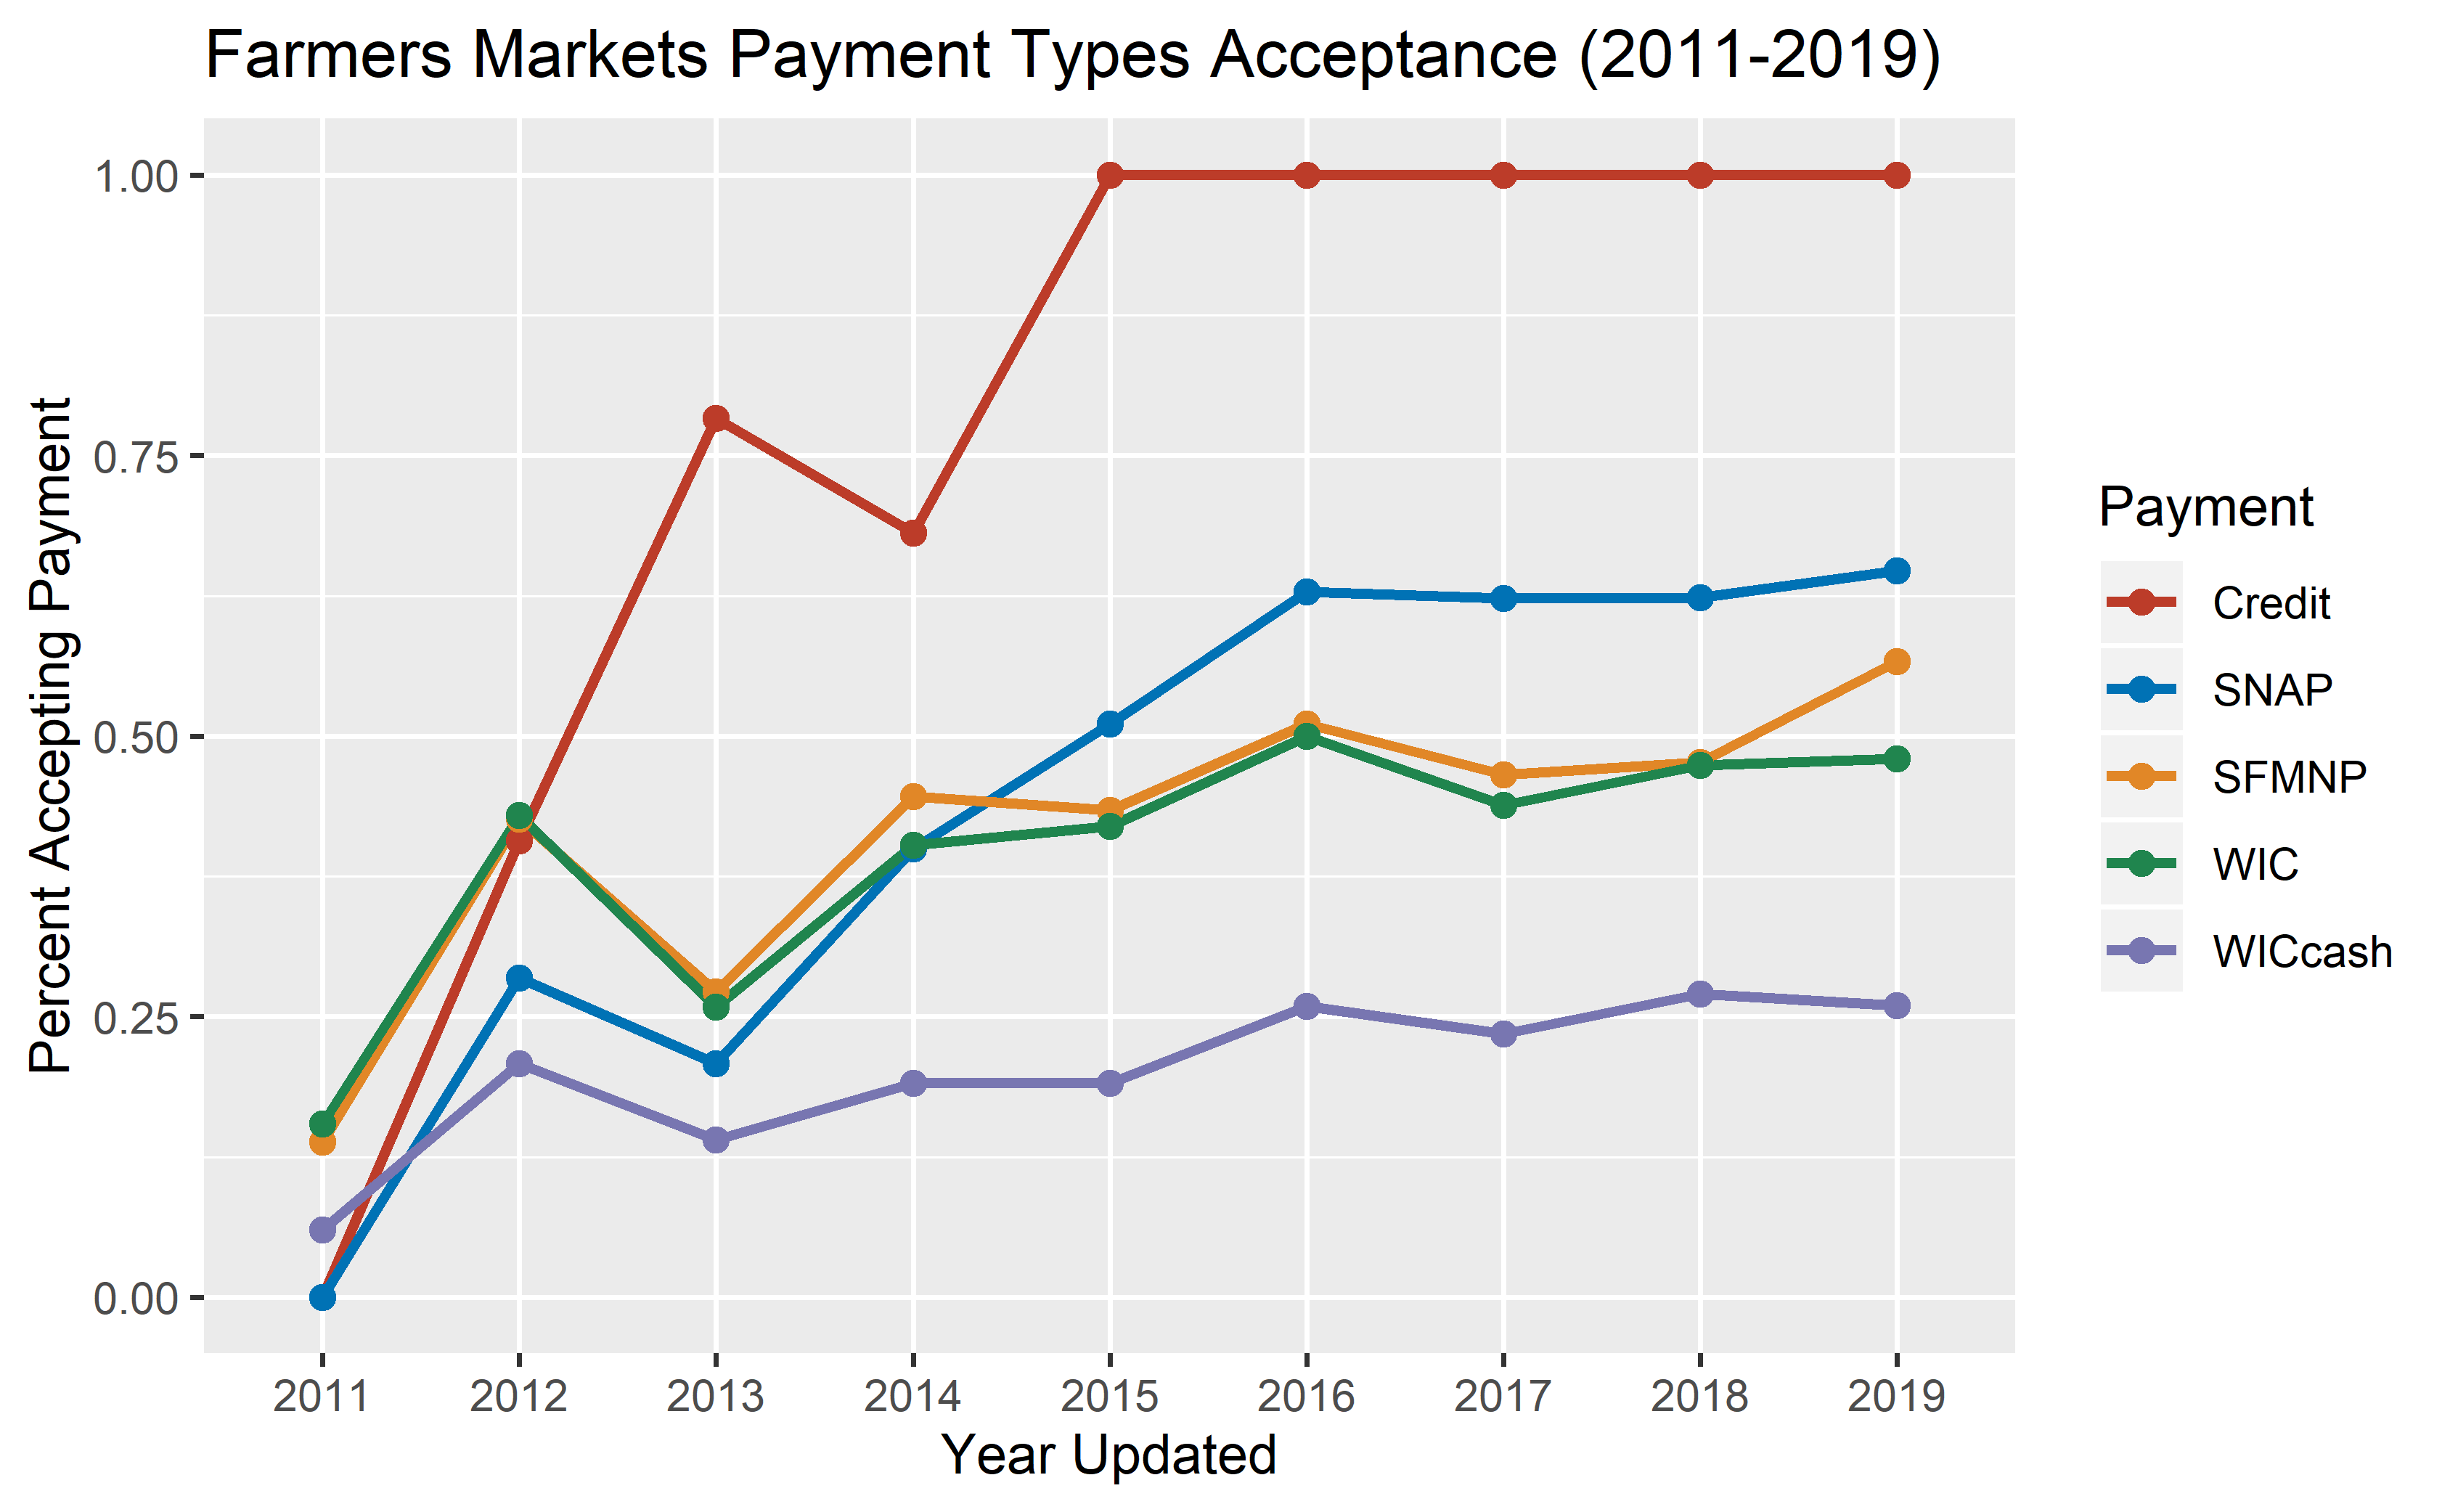 Farmers Markets Payment Types Acceptance (2011-2019)
Percent Accepting Payment
1.00
0.75
0.50
0.25
0.00
2011 2012 2013 2014 2015 2016 2017 2018 2019
Year Updated
Payment
Credit
SNAP
SFMNP
WIC
WICcash